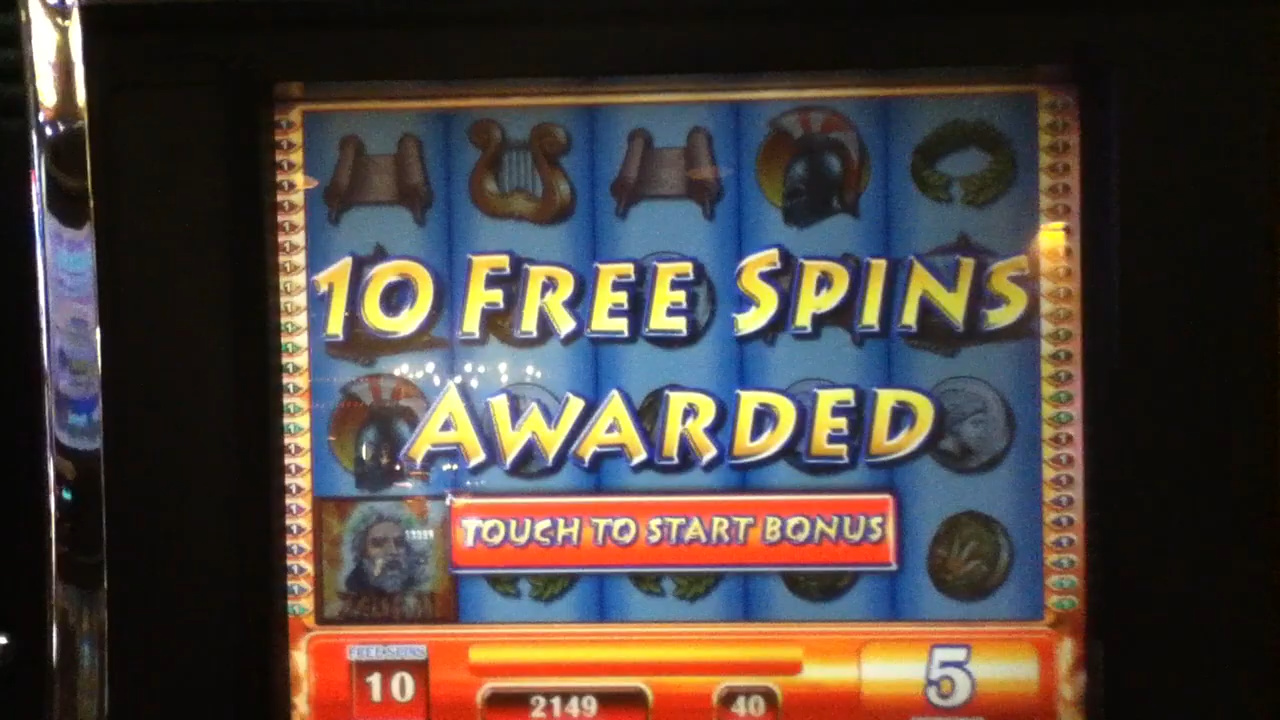 10 FREE SPINS
AWARDED
TOUCH TO START BONUS
FREE SPINS
10
2149
40
5